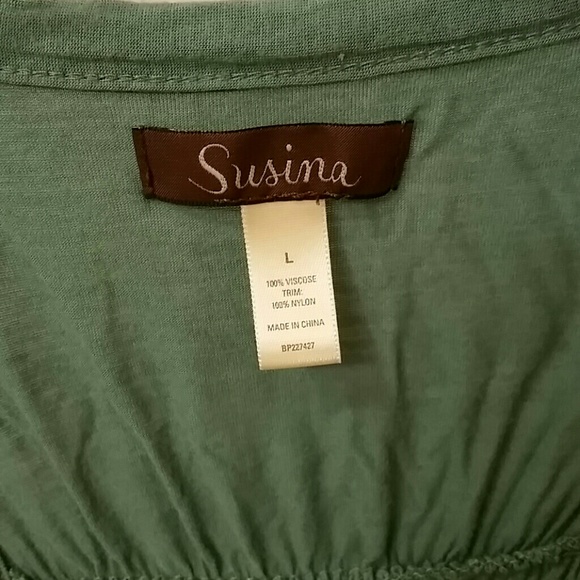 Susina
L
100% VISCOSE
TRIM:
100% NYLON
MADE IN CHINA
BP227427